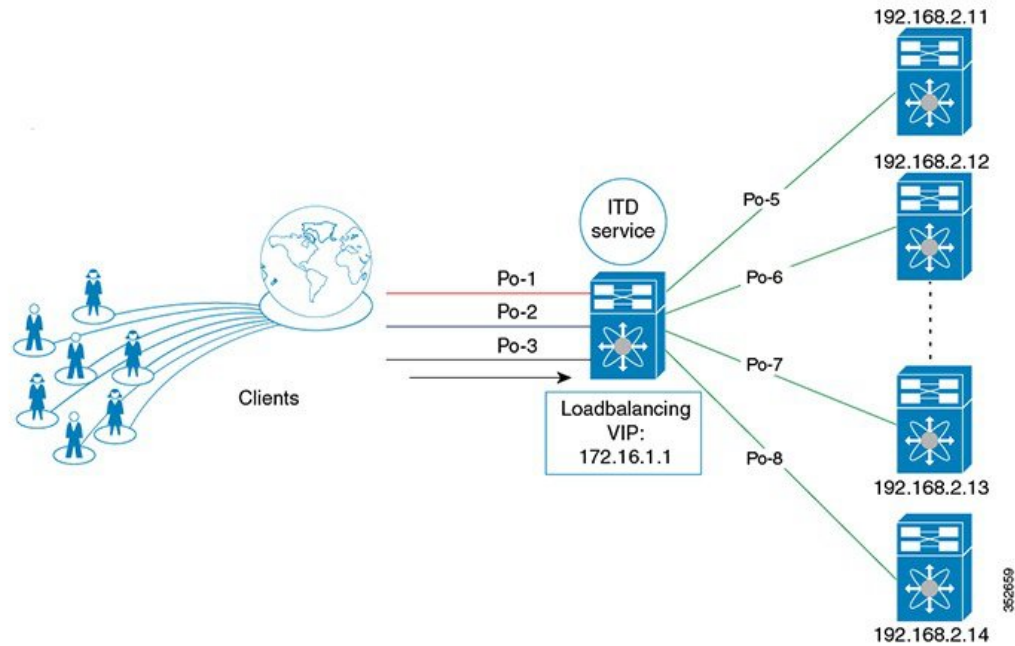 192.168.2.11
192.168.2.12
ITD
service
Po-5
Po-6
Po-1
Po-2
Po-3
Po-7
Clients
Loadbalancing
VIP:
172.16.1.1
Po-8
192.168.2.13
352659
192.168.2.14